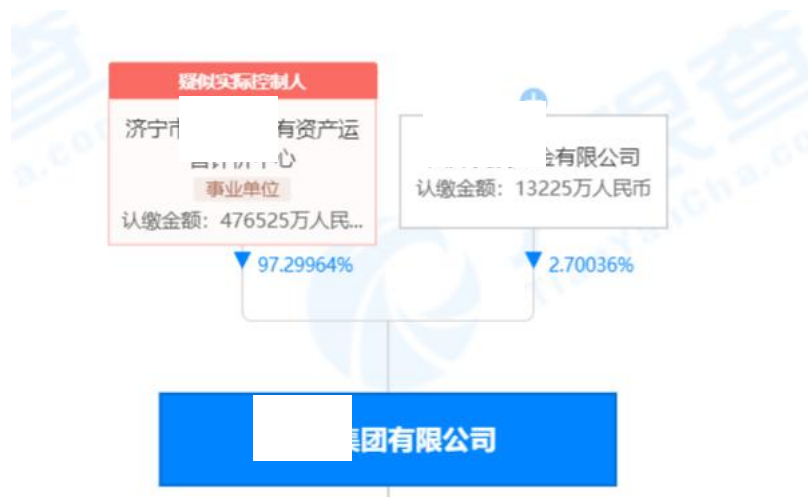 疑似实际控制人
济宁市 有资产运
事业单位
认缴金额：476525万人民...
金有限公司
认缴金额：13225万人民币
97.29964%
2.70036%
集团有限公司